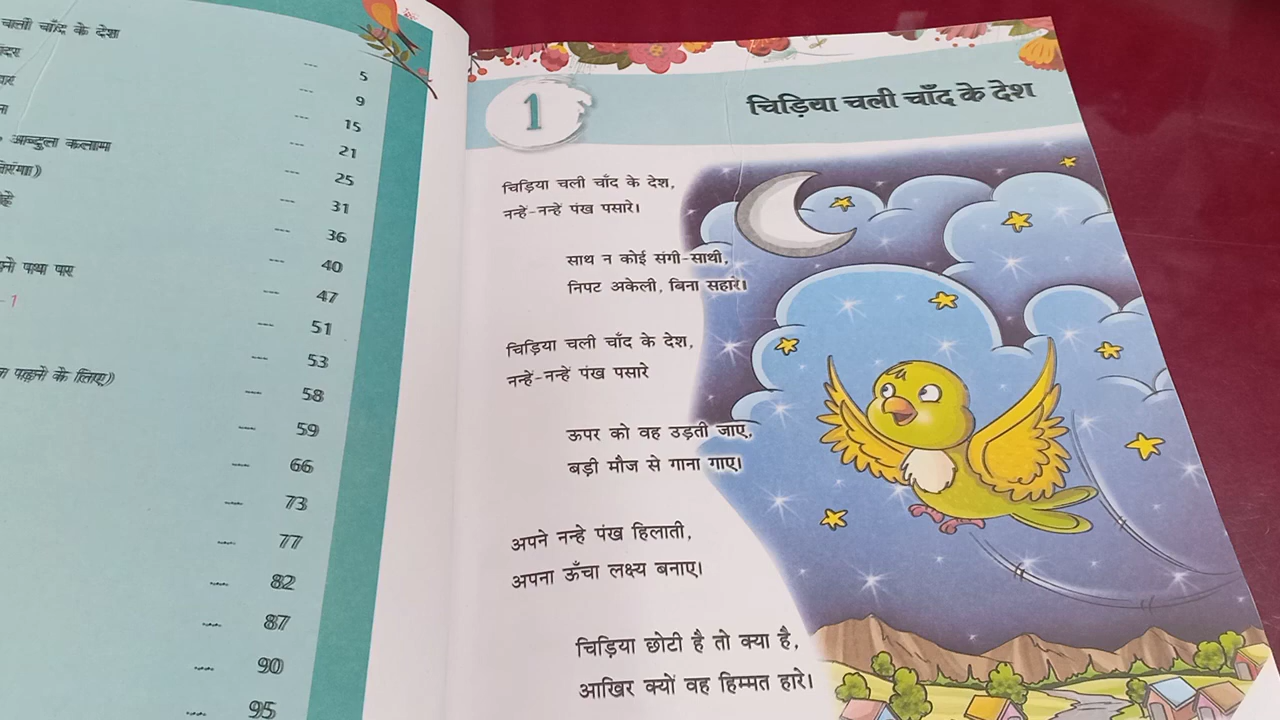 चाँद के देश
5
9
15
अब्दुल कलाम
21
25
31
36
पाया पार
40
-1
47
51
53
पढ़ने के लिए)
58
59
66
73
77
82
87
90
95
1
चिड़िया चली चाँद के देश
चिड़िया चली चाँद के देश,
नन्हें-नन्हें पंख पसारे।
साथ न कोई संगी-साथी,
निपट अकेली, बिना सहारे।
चिड़िया चली चाँद के देश,
नन्हें-नन्हें पंख पसारे
ऊपर को वह उड़ती जाए,
बड़ी मौज से गाना गाए।
अपने नन्हे पंख हिलाती,
अपना ऊँचा लक्ष्य बनाए।
चिड़िया छोटी है तो क्या है,
आखिर क्यों वह हिम्मत हारे।